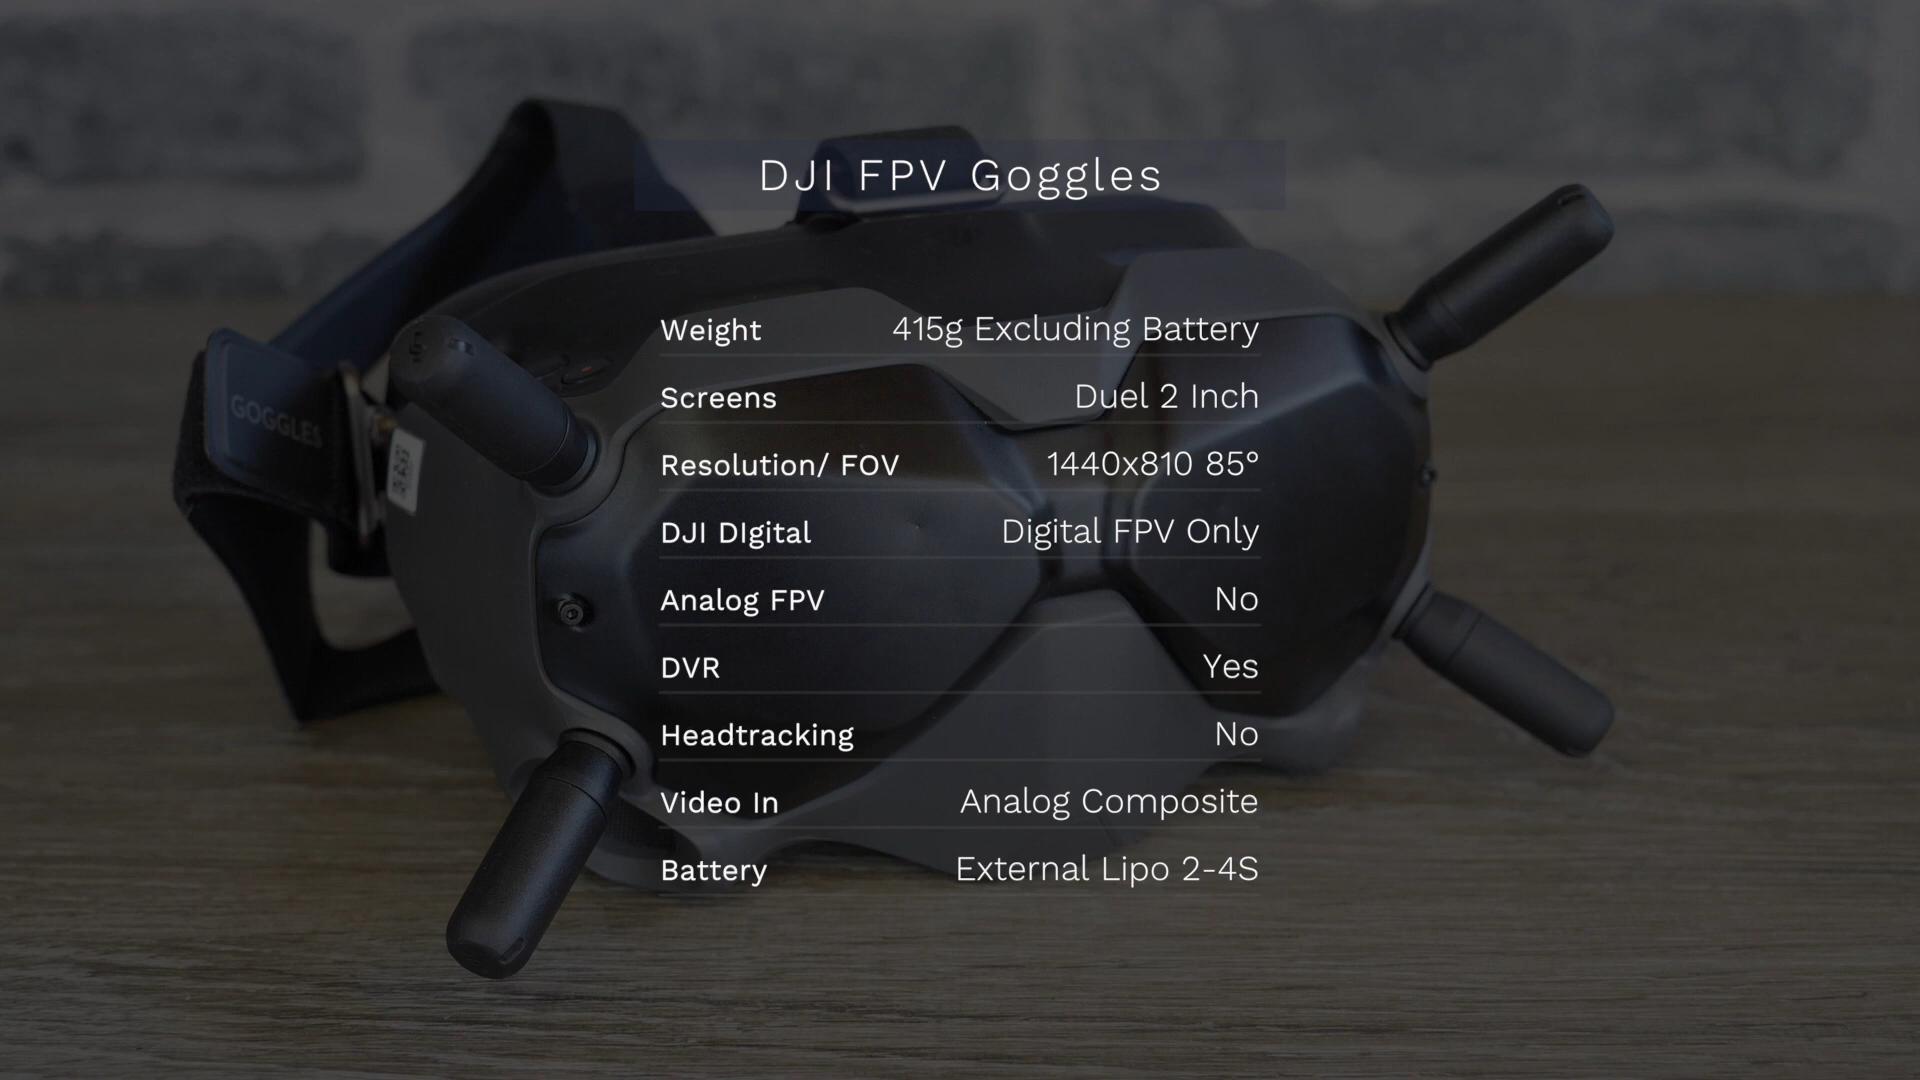 DJI FPV Goggles
Weight 415g Excluding Battery
Screens Duel 2 Inch
Resolution/ FOV 1440x810 85°
DJI DIgital Digital FPV Only
Analog FPV No
DVR Yes
Headtracking No
Video In Analog Composite
Battery External Lipo 2-4S
GOGGLES